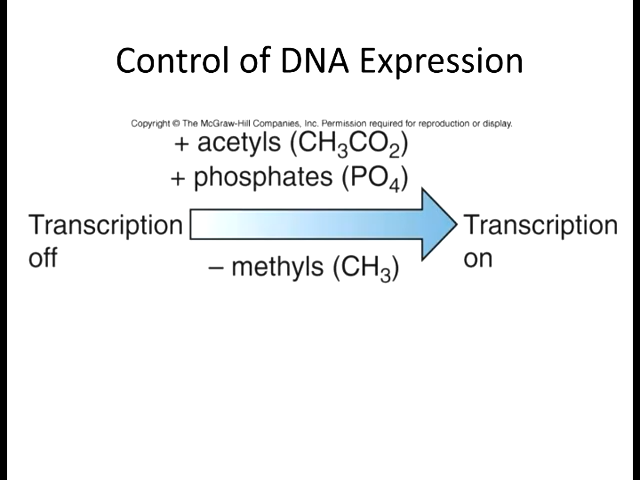 Control of DNA Expression
Copyright © The McGraw-Hill Companies, Inc. Permission required for reproduction or display.
+ acetyls (CH₃CO₂)
+ phosphates (PO₄)
Transcription
off
– methyls (CH₃)
Transcription
on